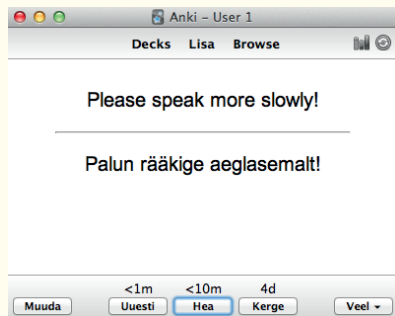 Anki – User 1
Decks Lisa Browse
Please speak more slowly!
Palun rääkige aeglasemalt!
<1m <10m 4d
Muuda Uuesti Hea Kerge Veel